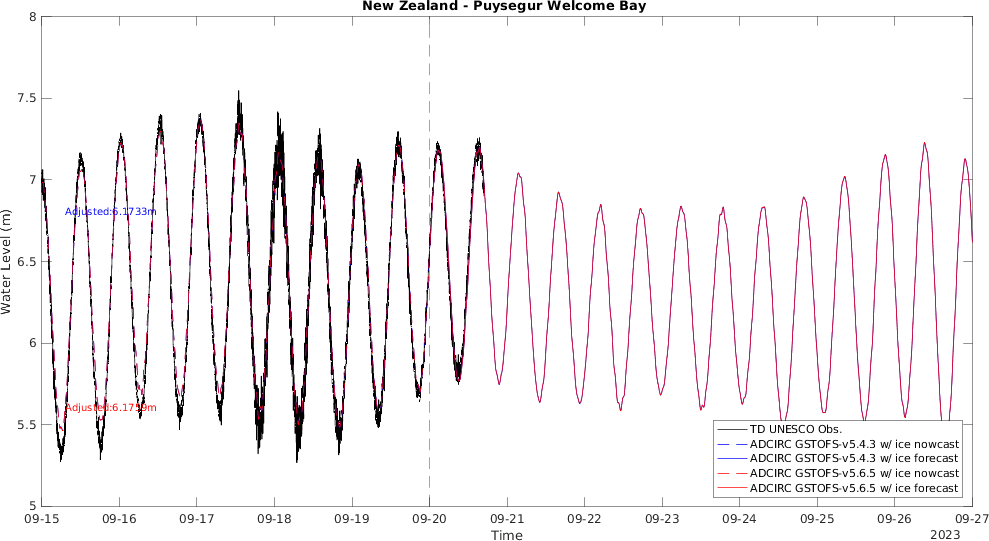 New Zealand - Puysegur Welcome Bay
8
7.5
7
6.5
6
5.5
5
Water Level (m)
Adjusted:6.1733m
Adjusted:6.1759m
TD UNESCO Obs.
ADCIRC GSTOFS-v5.4.3 w/ ice nowcast
ADCIRC GSTOFS-v5.4.3 w/ ice forecast
ADCIRC GSTOFS-v5.6.5 w/ ice nowcast
ADCIRC GSTOFS-v5.6.5 w/ ice forecast
09-15 09-16 09-17 09-18 09-19 09-20 09-21 09-22 09-23 09-24 09-25 09-26 09-27
Time
2023